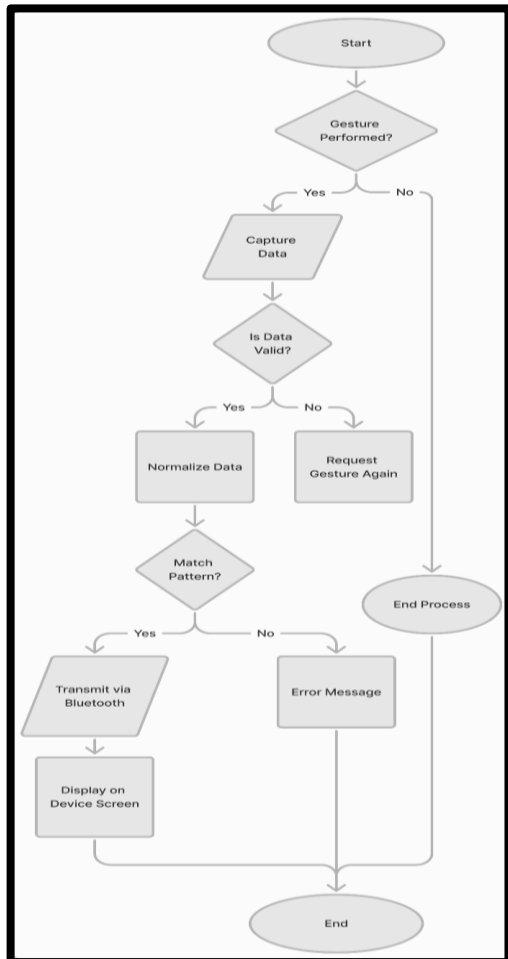 Start
Gesture
Performed?
Yes
No
Capture
Data
Is Data
Valid?
Yes
No
Normalize Data
Request
Gesture Again
Match
Pattern?
End Process
Yes
No
Transmit via
Bluetooth
Error Message
Display on
Device Screen
End